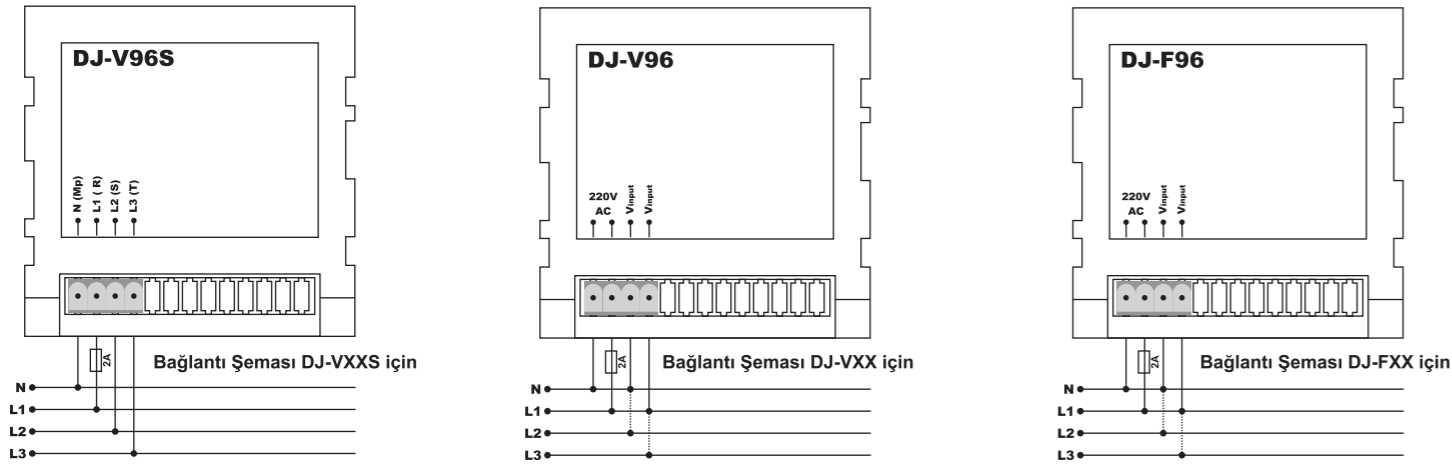 DJ-V96S
N (Mp)
L1 ( R)
L2 (S)
L3 (T)
2A
Bağlantı Şeması DJ-VXXS için
N
L1
L2
L3
DJ-V96
220V
AC
Vinput
Vinput
2A
Bağlantı Şeması DJ-VXX için
N
L1
L2
L3
DJ-F96
220V
AC
Vinput
Vinput
2A
Bağlantı Şeması DJ-FXX için
N
L1
L2
L3